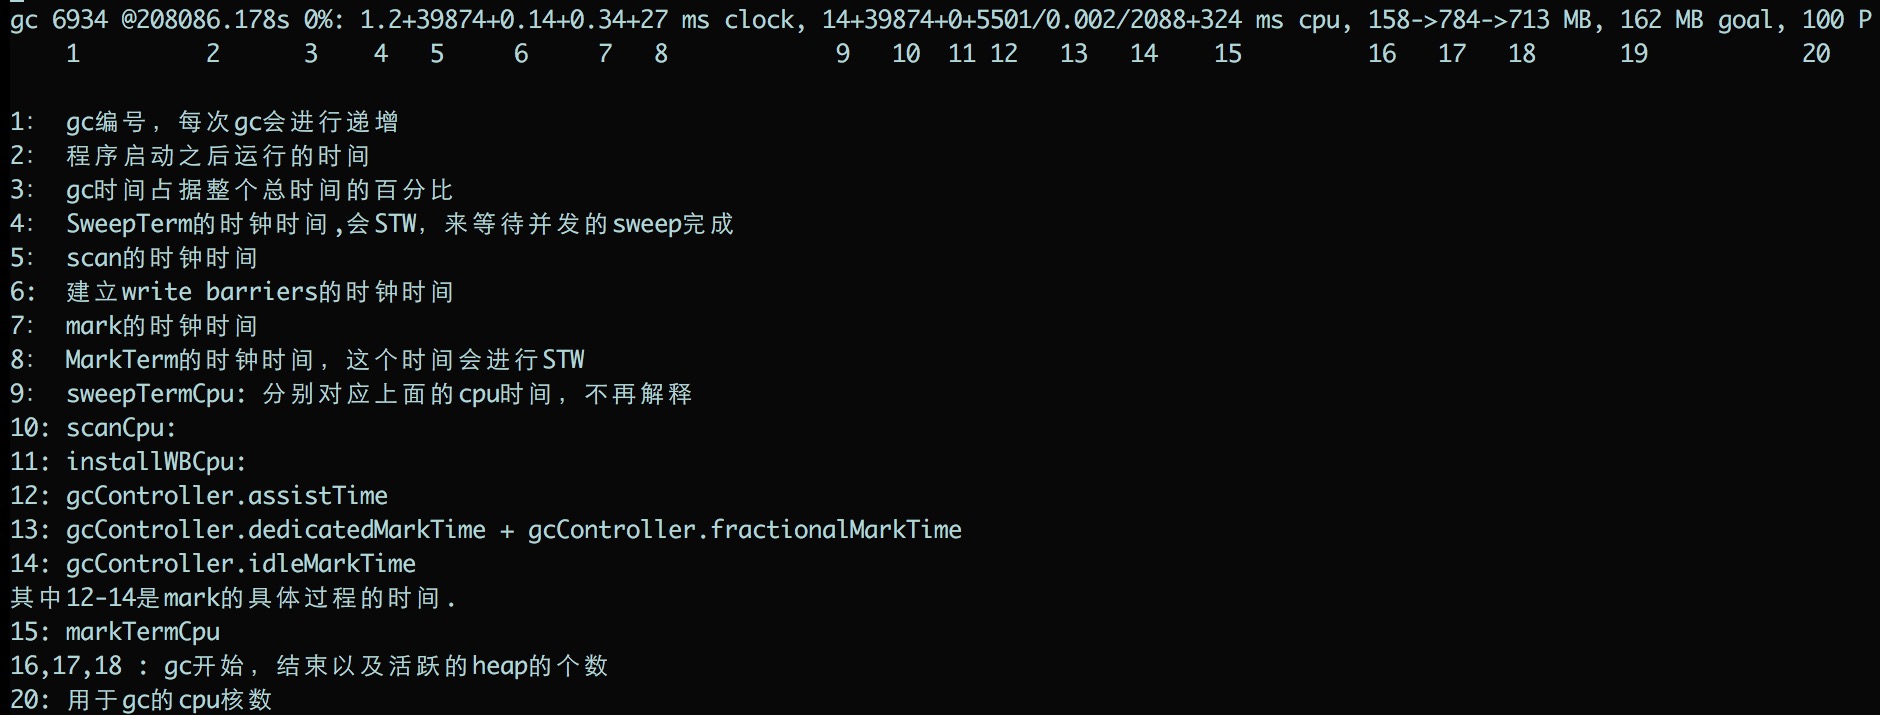 gc 6934 @208086.178s 0%: 1.2+39874+0.14+0.34+27 ms clock, 14+39874+0+5501/0.002/2088+324 ms cpu, 158->784->713 MB, 162 MB goal, 100 P
1 2 3 4 5 6 7 8 9 10 11 12 13 14 15 16 17 18 19 20
1: gc编号，每次gc会进行递增
2: 程序启动之后运行的时间
3: gc时间占据整个总时间的百分比
4: SweepTerm的时钟时间,会STW，来等待并发的sweep完成
5: scan的时钟时间
6: 建立write barriers的时钟时间
7: mark的时钟时间
8: MarkTerm的时钟时间，这个时间会进行STW
9: sweepTermCpu: 分别对应上面的cpu时间，不再解释
10: scanCpu:
11: installWBCpu:
12: gcController.assistTime
13: gcController.dedicatedMarkTime + gcController.fractionalMarkTime
14: gcController.idleMarkTime
其中12-14是mark的具体过程的时间.
15: markTermCpu
16,17,18 : gc开始，结束以及活跃的heap的个数
20: 用于gc的cpu核数